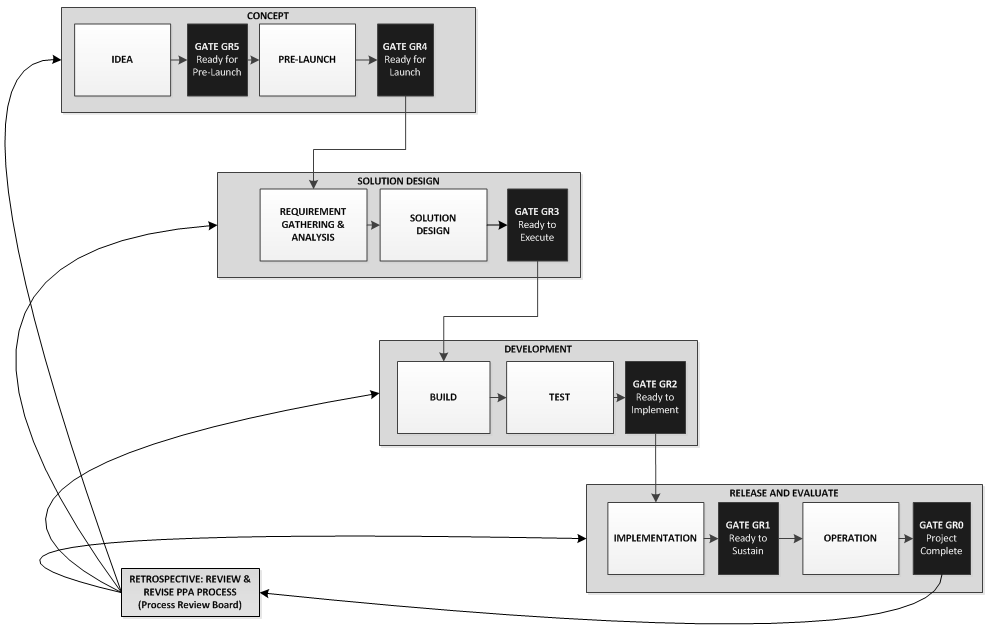 CONCEPT
IDEA
GATE GR5
Ready for
Pre-Launch
PRE-LAUNCH
GATE GR4
Ready for
Launch
SOLUTION DESIGN
REQUIREMENT
GATHERING &
ANALYSIS
SOLUTION
DESIGN
GATE GR3
Ready to
Execute
DEVELOPMENT
BUILD
TEST
GATE GR2
Ready to
Implement
RELEASE AND EVALUATE
IMPLEMENTATION
GATE GR1
Ready to
Sustain
OPERATION
GATE GR0
Project
Complete
RETROSPECTIVE: REVIEW &
REVISE PPA PROCESS
(Process Review Board)